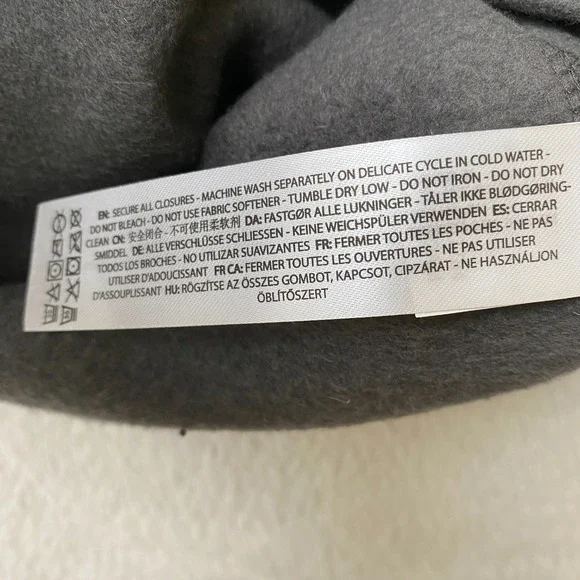 EN: SECURE ALL CLOSURES - MACHINE WASH SEPARATELY ON DELICATE CYCLE IN COLD WATER -
DO NOT BLEACH - DO NOT USE FABRIC SOFTENER - TUMBLE DRY LOW - DO NOT IRON - DO NOT DRY
CLEAN CN: 安全闭合 - 不可使用柔软剂 DA: FASTGØR ALLE LUKNINGER - TÅLER IKKE BLØDGØRING-
SMIDDEL DE: ALLE VERSCHLÜSSE SCHLIESSEN - KEINE WEICHSPÜLER VERWENDEN ES: CERRAR
TODOS LOS BROCHES - NO UTILIZAR SUAVIZANTES FR: FERMER TOUTES LES POCHES - NE PAS
UTILISER D'ADOUCISSANT FR CA: FERMER TOUTES LES OUVERTURES - NE PAS UTILISER
D'ASSOUPLISSANT HU: RÖGZÍTSE AZ ÖSSZES GOMBOT, KAPCSOT, CIPZÁRAT - NE HASZNÁLJON
ÖBLÍTŐSZERT